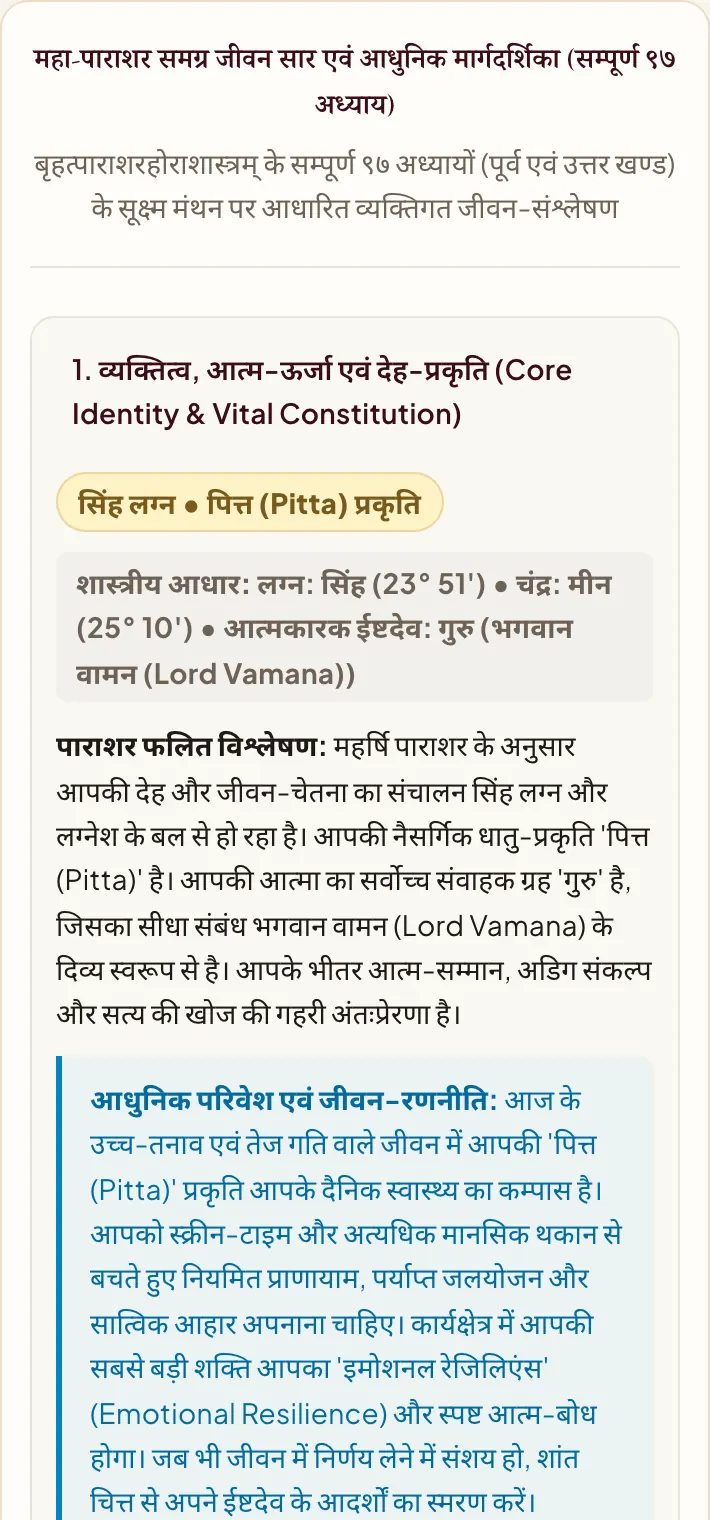 महा-पाराशर समग्र जीवन सार एवं आधुनिक मार्गदर्शिका (सम्पूर्ण ९७
अध्याय)
बृहत्पाराशरहोराशास्त्रम् के सम्पूर्ण ९७ अध्यायों (पूर्व एवं उत्तर खण्ड)
के सूक्ष्म मंथन पर आधारित व्यक्तिगत जीवन-संश्लेषण
1. व्यक्तित्व, आत्म-ऊर्जा एवं देह-प्रकृति (Core
Identity & Vital Constitution)
सिंह लग्न ● पित्त (Pitta) प्रकृति
शास्त्रीय आधार: लग्न: सिंह (23° 51') ● चंद्र: मीन
(25° 10') ● आत्मकारक ईष्टदेव: गुरु (भगवान
वामन (Lord Vamana))
पाराशर फलित विश्लेषण: महर्षि पाराशर के अनुसार
आपकी देह और जीवन-चेतना का संचालन सिंह लग्न और
लग्नेश के बल से हो रहा है। आपकी नैसर्गिक धातु-प्रकृति 'पित्त
(Pitta)' है। आपकी आत्मा का सर्वोच्च संवाहक ग्रह 'गुरु' है,
जिसका सीधा संबंध भगवान वामन (Lord Vamana) के
दिव्य स्वरूप से है। आपके भीतर आत्म-सम्मान, अडिग संकल्प
और सत्य की खोज की गहरी अंतःप्रेरणा है।
आधुनिक परिवेश एवं जीवन-रणनीति: आज के
उच्च-तनाव एवं तेज गति वाले जीवन में आपकी 'पित्त
(Pitta)' प्रकृति आपके दैनिक स्वास्थ्य का कम्पास है।
आपको स्क्रीन-टाइम और अत्यधिक मानसिक थकान से
बचते हुए नियमित प्राणायाम, पर्याप्त जलयोजन और
सात्विक आहार अपनाना चाहिए। कार्यक्षेत्र में आपकी
सबसे बड़ी शक्ति आपका 'इमोशनल रेजिलिएंस'
(Emotional Resilience) और स्पष्ट आत्म-बोध
होगा। जब भी जीवन में निर्णय लेने में संशय हो, शांत
चित्त से अपने ईष्टदेव के आदर्शों का स्मरण करें।